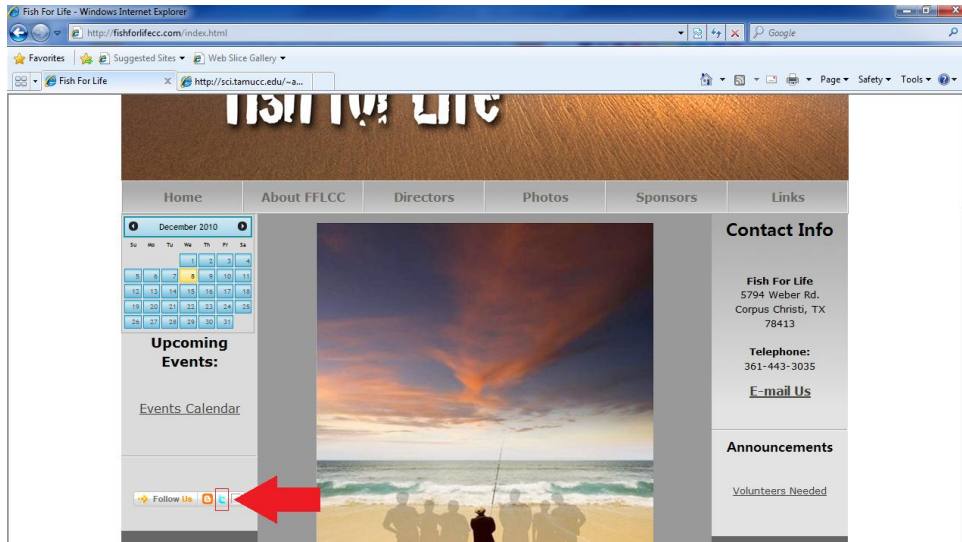 Fish For Life - Windows Internet Explorer
http://fishforlifecc.com/index.html
Google
Favorites
Suggested Sites
Web Slice Gallery
Fish For Life
http://sci.tamucc.edu/~a...
Page
Safety
Tools
Fish For Life
Home
About FFLCC
Directors
Photos
Sponsors
Links
December 2010
Su Mo Tu We Th Fr Sa
1 2 3 4
5 6 7 8 9 10 11
12 13 14 15 16 17 18
19 20 21 22 23 24 25
26 27 28 29 30 31
Upcoming
Events:
Events Calendar
Follow Us
Contact Info
Fish For Life
5794 Weber Rd.
Corpus Christi, TX
78413
Telephone:
361-443-3035
E-mail Us
Announcements
Volunteers Needed